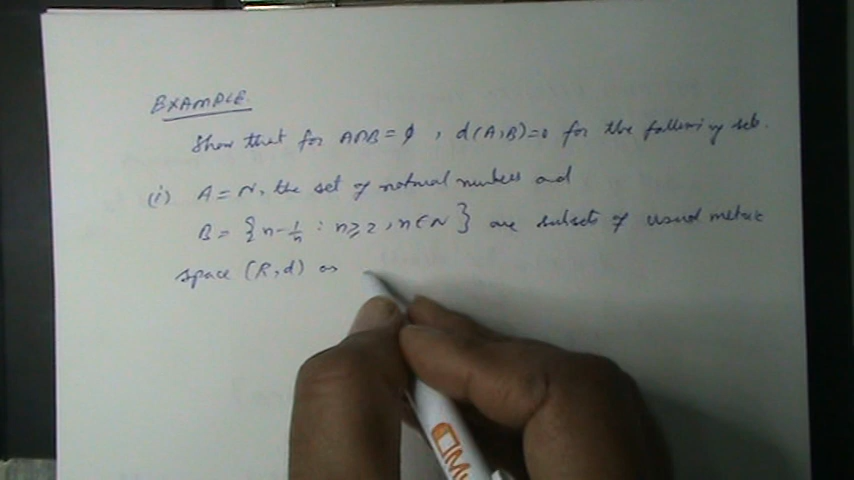 EXAMPLE
Show that for A∩B = φ, d(A,B)=0 for the following sets.
(i) A = N, the set of natural numbers and
B = {n - 1/n : n ≥ 2, n ∈ N} are subsets of usual metric
space (R, d) as